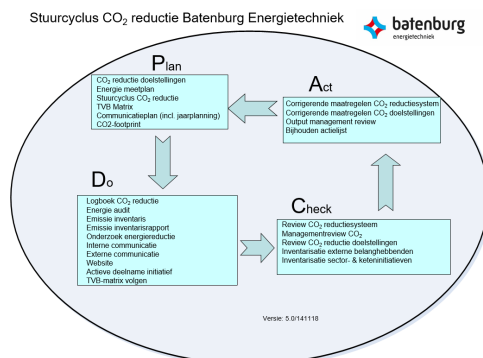 Stuurcyclus CO₂ reductie Batenburg Energietechniek
batenburg
energietechniek
Plan
CO₂ reductie doelstellingen
Energie meetplan
Stuurcyclus CO₂ reductie
TVB Matrix
Communicatieplan (incl. jaarplanning)
CO2-footprint
Act
Corrigerende maatregelen CO₂ reductiesystem
Corrigerende maatregelen CO₂ doelstellingen
Output management review
Bijhouden actielijst
Do
Logboek CO₂ reductie
Energie audit
Emissie inventaris
Emissie inventarisrapport
Onderzoek energiereductie
Interne communicatie
Externe communicatie
Website
Actieve deelname initiatief
TVB-matrix volgen
Check
Review CO₂ reductiesysteem
Managementreview CO₂
Review CO₂ reductie doelstellingen
Inventarisatie externe belanghebbenden
Inventarisatie sector- & keteninitiatieven
Versie: 5.0/141118